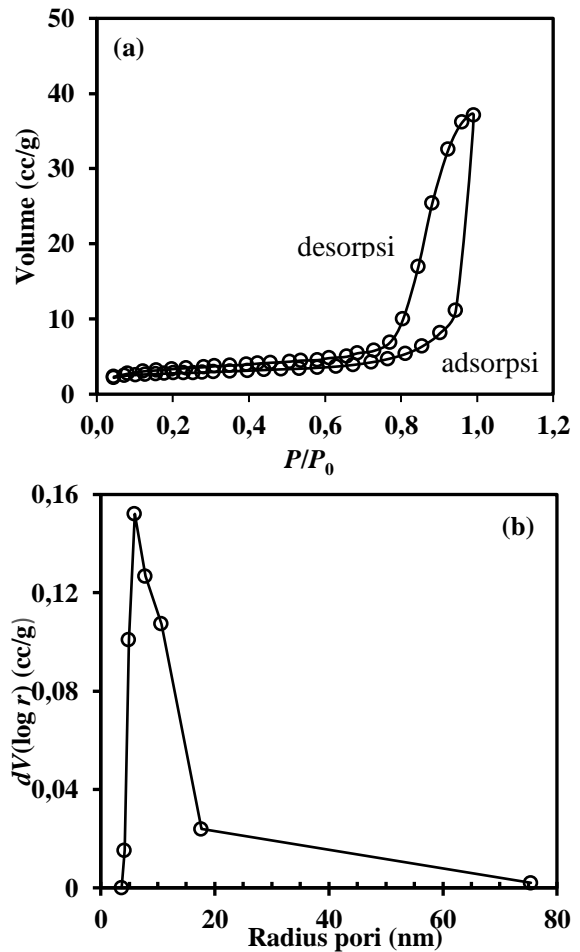 50
(a)
40
30
20
10
0
Volume (cc/g)
desorpsi
adsorpsi
0,0 0,2 0,4 0,6 0,8 1,0 1,2
P/P0
0,16
(b)
0,12
0,08
0,04
0
dV(log r) (cc/g)
0 20 40 60 80
Radius pori (nm)